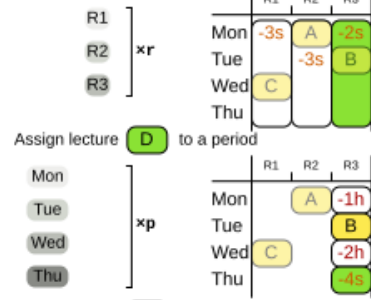 R1 R2 R3
R1
R2
R3
×r
Mon -3s A -2s
Tue -3s B
Wed C
Thu
Assign lecture D to a period
R1 R2 R3
Mon
Tue
Wed
Thu
×p
Mon A -1h
Tue B
Wed C -2h
Thu -4s